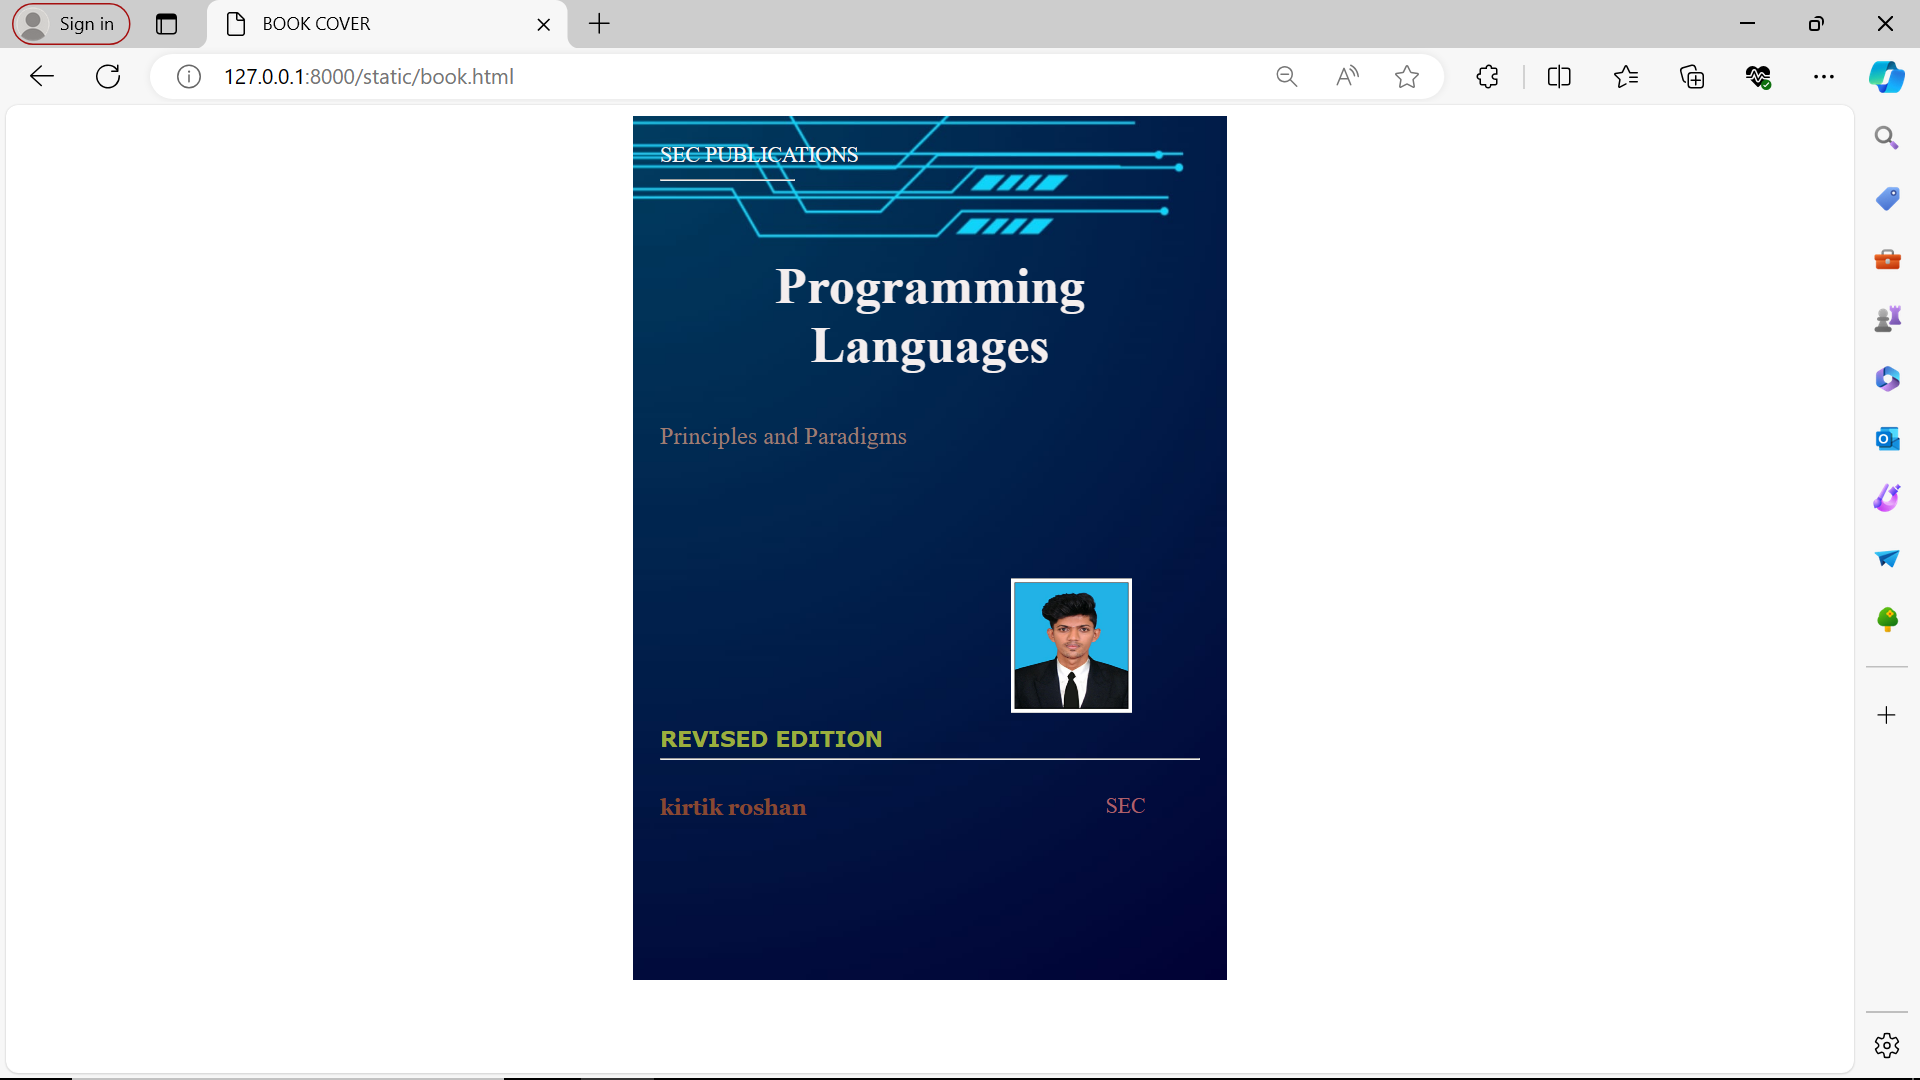 Sign in
BOOK COVER
127.0.0.1:8000/static/book.html
SEC PUBLICATIONS
Programming
Languages
Principles and Paradigms
REVISED EDITION
kirtik roshan
SEC